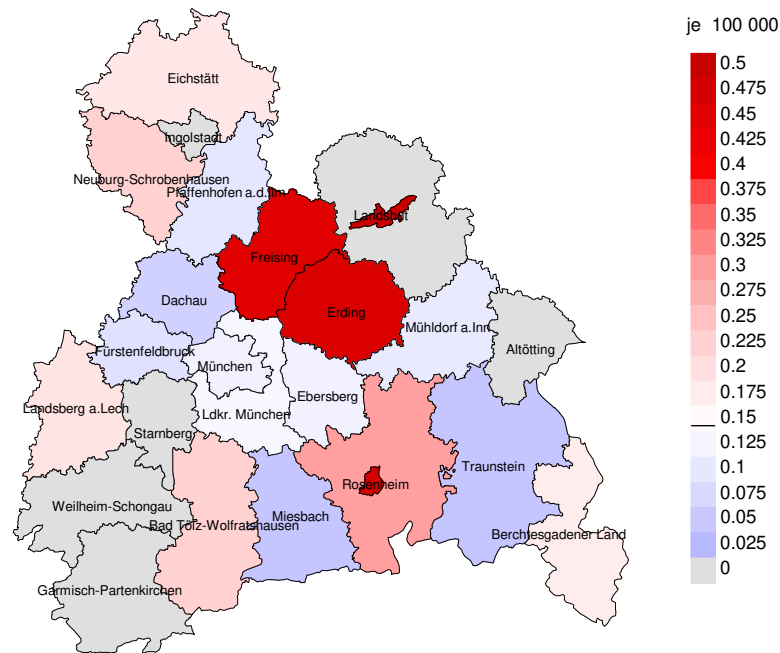 je 100 000
Eichstätt
Ingolstadt
Neuburg-Schrobenhausen
Pfaffenhofen a.d.Ilm
Landshut
Freising
Dachau
Erding
Mühldorf a.Inn
Altötting
Fürstenfeldbruck
München
Ebersberg
Landsberg a.Lech
Ldkr. München
Starnberg
Traunstein
Rosenheim
Weilheim-Schongau
Miesbach
Bad Tölz-Wolfratshausen
Berchtesgadener Land
Garmisch-Partenkirchen
0.5
0.475
0.45
0.425
0.4
0.375
0.35
0.325
0.3
0.275
0.25
0.225
0.2
0.175
0.15
0.125
0.1
0.075
0.05
0.025
0